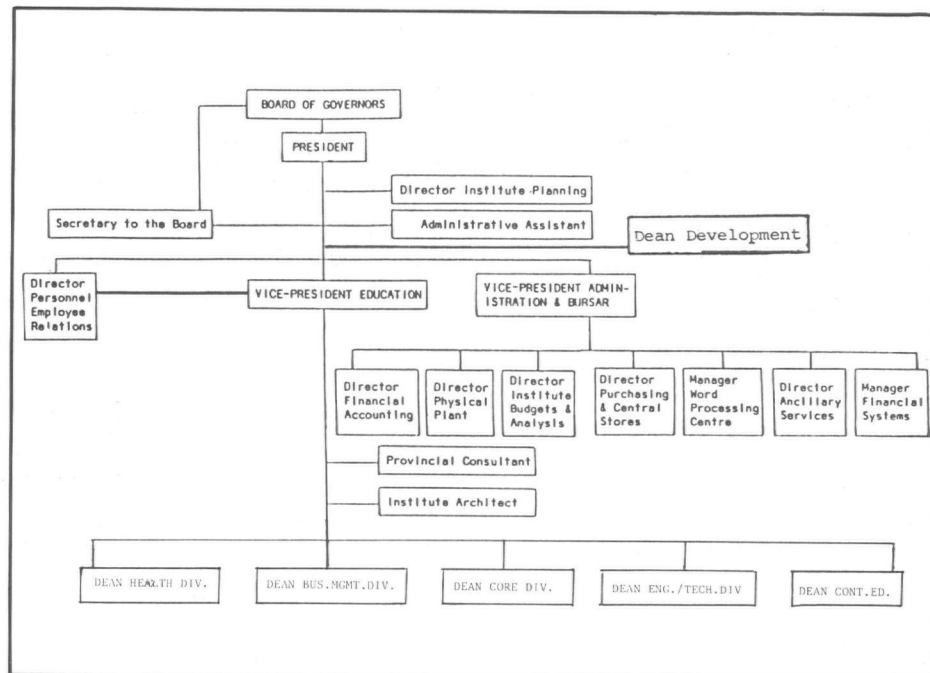 BOARD OF GOVERNORS
PRESIDENT
Director Institute Planning
Secretary to the Board
Administrative Assistant
Dean Development
Director
Personnel
Employee
Relations
VICE-PRESIDENT EDUCATION
VICE-PRESIDENT ADMIN-
ISTRATION & BURSAR
Director
Financial
Accounting
Director
Physical
Plant
Director
Institute
Budgets &
Analysis
Director
Purchasing
& Central
Stores
Manager
Word
Processing
Centre
Director
Ancillary
Services
Manager
Financial
Systems
Provincial Consultant
Institute Architect
DEAN HEALTH DIV.
DEAN BUS.MGMT.DIV.
DEAN CORE DIV.
DEAN ENG./TECH.DIV
DEAN CONT.ED.